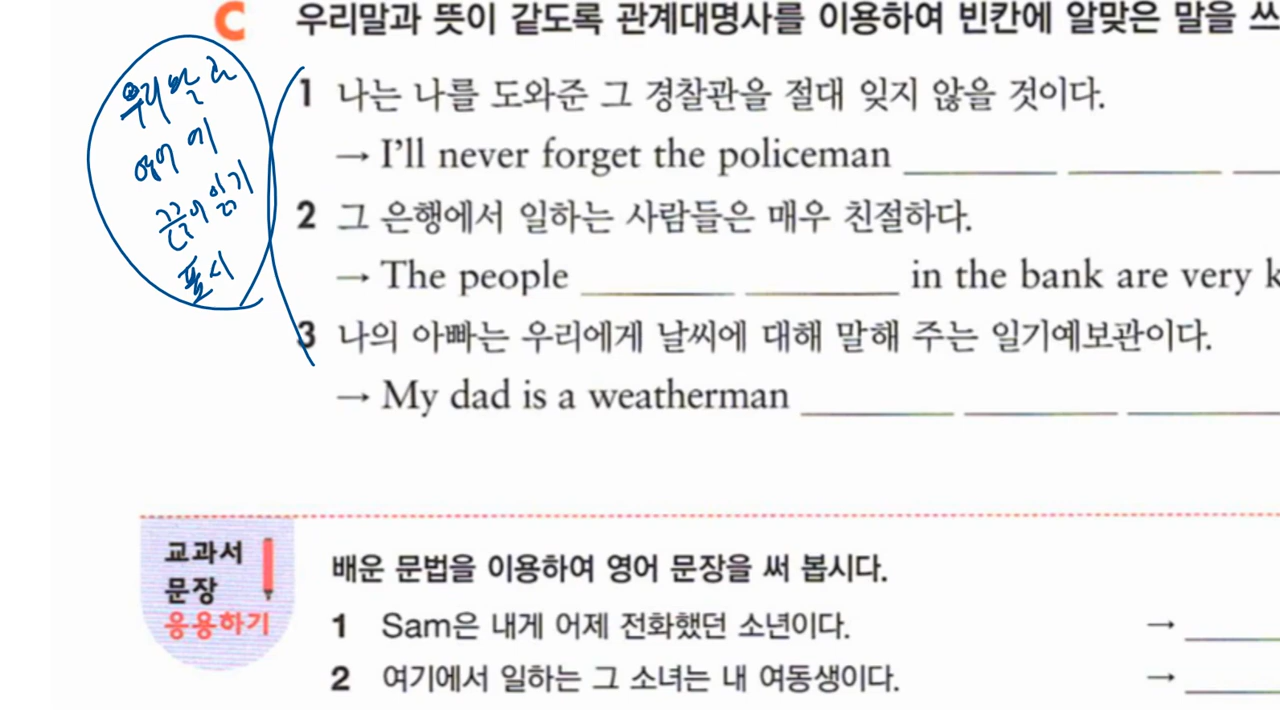 C 우리말과 뜻이 같도록 관계대명사를 이용하여 빈칸에 알맞은 말을 쓰
우리말과
영어에
끊어읽기
표시
1 나는 나를 도와준 그 경찰관을 절대 잊지 않을 것이다.
→ I'll never forget the policeman
2 그 은행에서 일하는 사람들은 매우 친절하다.
→ The people in the bank are very k
3 나의 아빠는 우리에게 날씨에 대해 말해 주는 일기예보관이다.
→ My dad is a weatherman
교과서
문장
응용하기
배운 문법을 이용하여 영어 문장을 써 봅시다.
1 Sam은 내게 어제 전화했던 소년이다. →
2 여기에서 일하는 그 소녀는 내 여동생이다. →